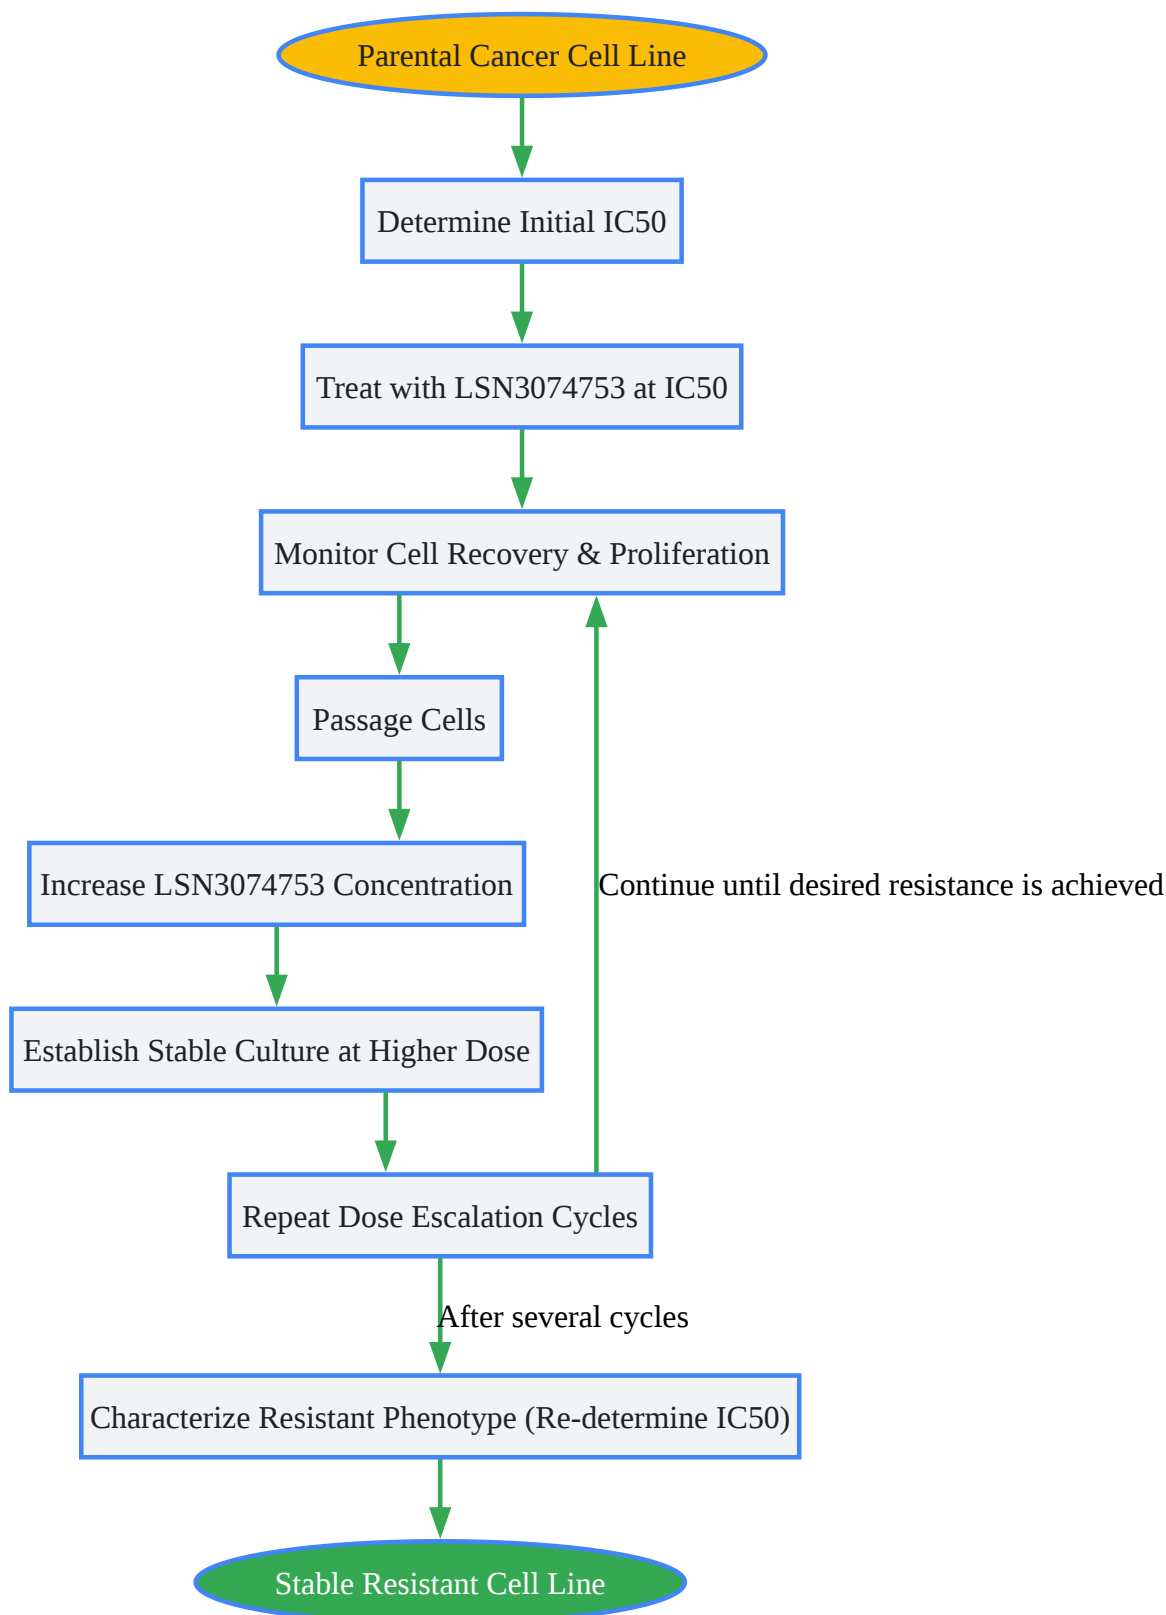 Parental Cancer Cell Line
Determine Initial IC50
Treat with LSN3074753 at IC50
Monitor Cell Recovery & Proliferation
Passage Cells
Increase LSN3074753 Concentration
Continue until desired resistance is achieved
Establish Stable Culture at Higher Dose
Repeat Dose Escalation Cycles
After several cycles
Characterize Resistant Phenotype (Re-determine IC50)
Stable Resistant Cell Line